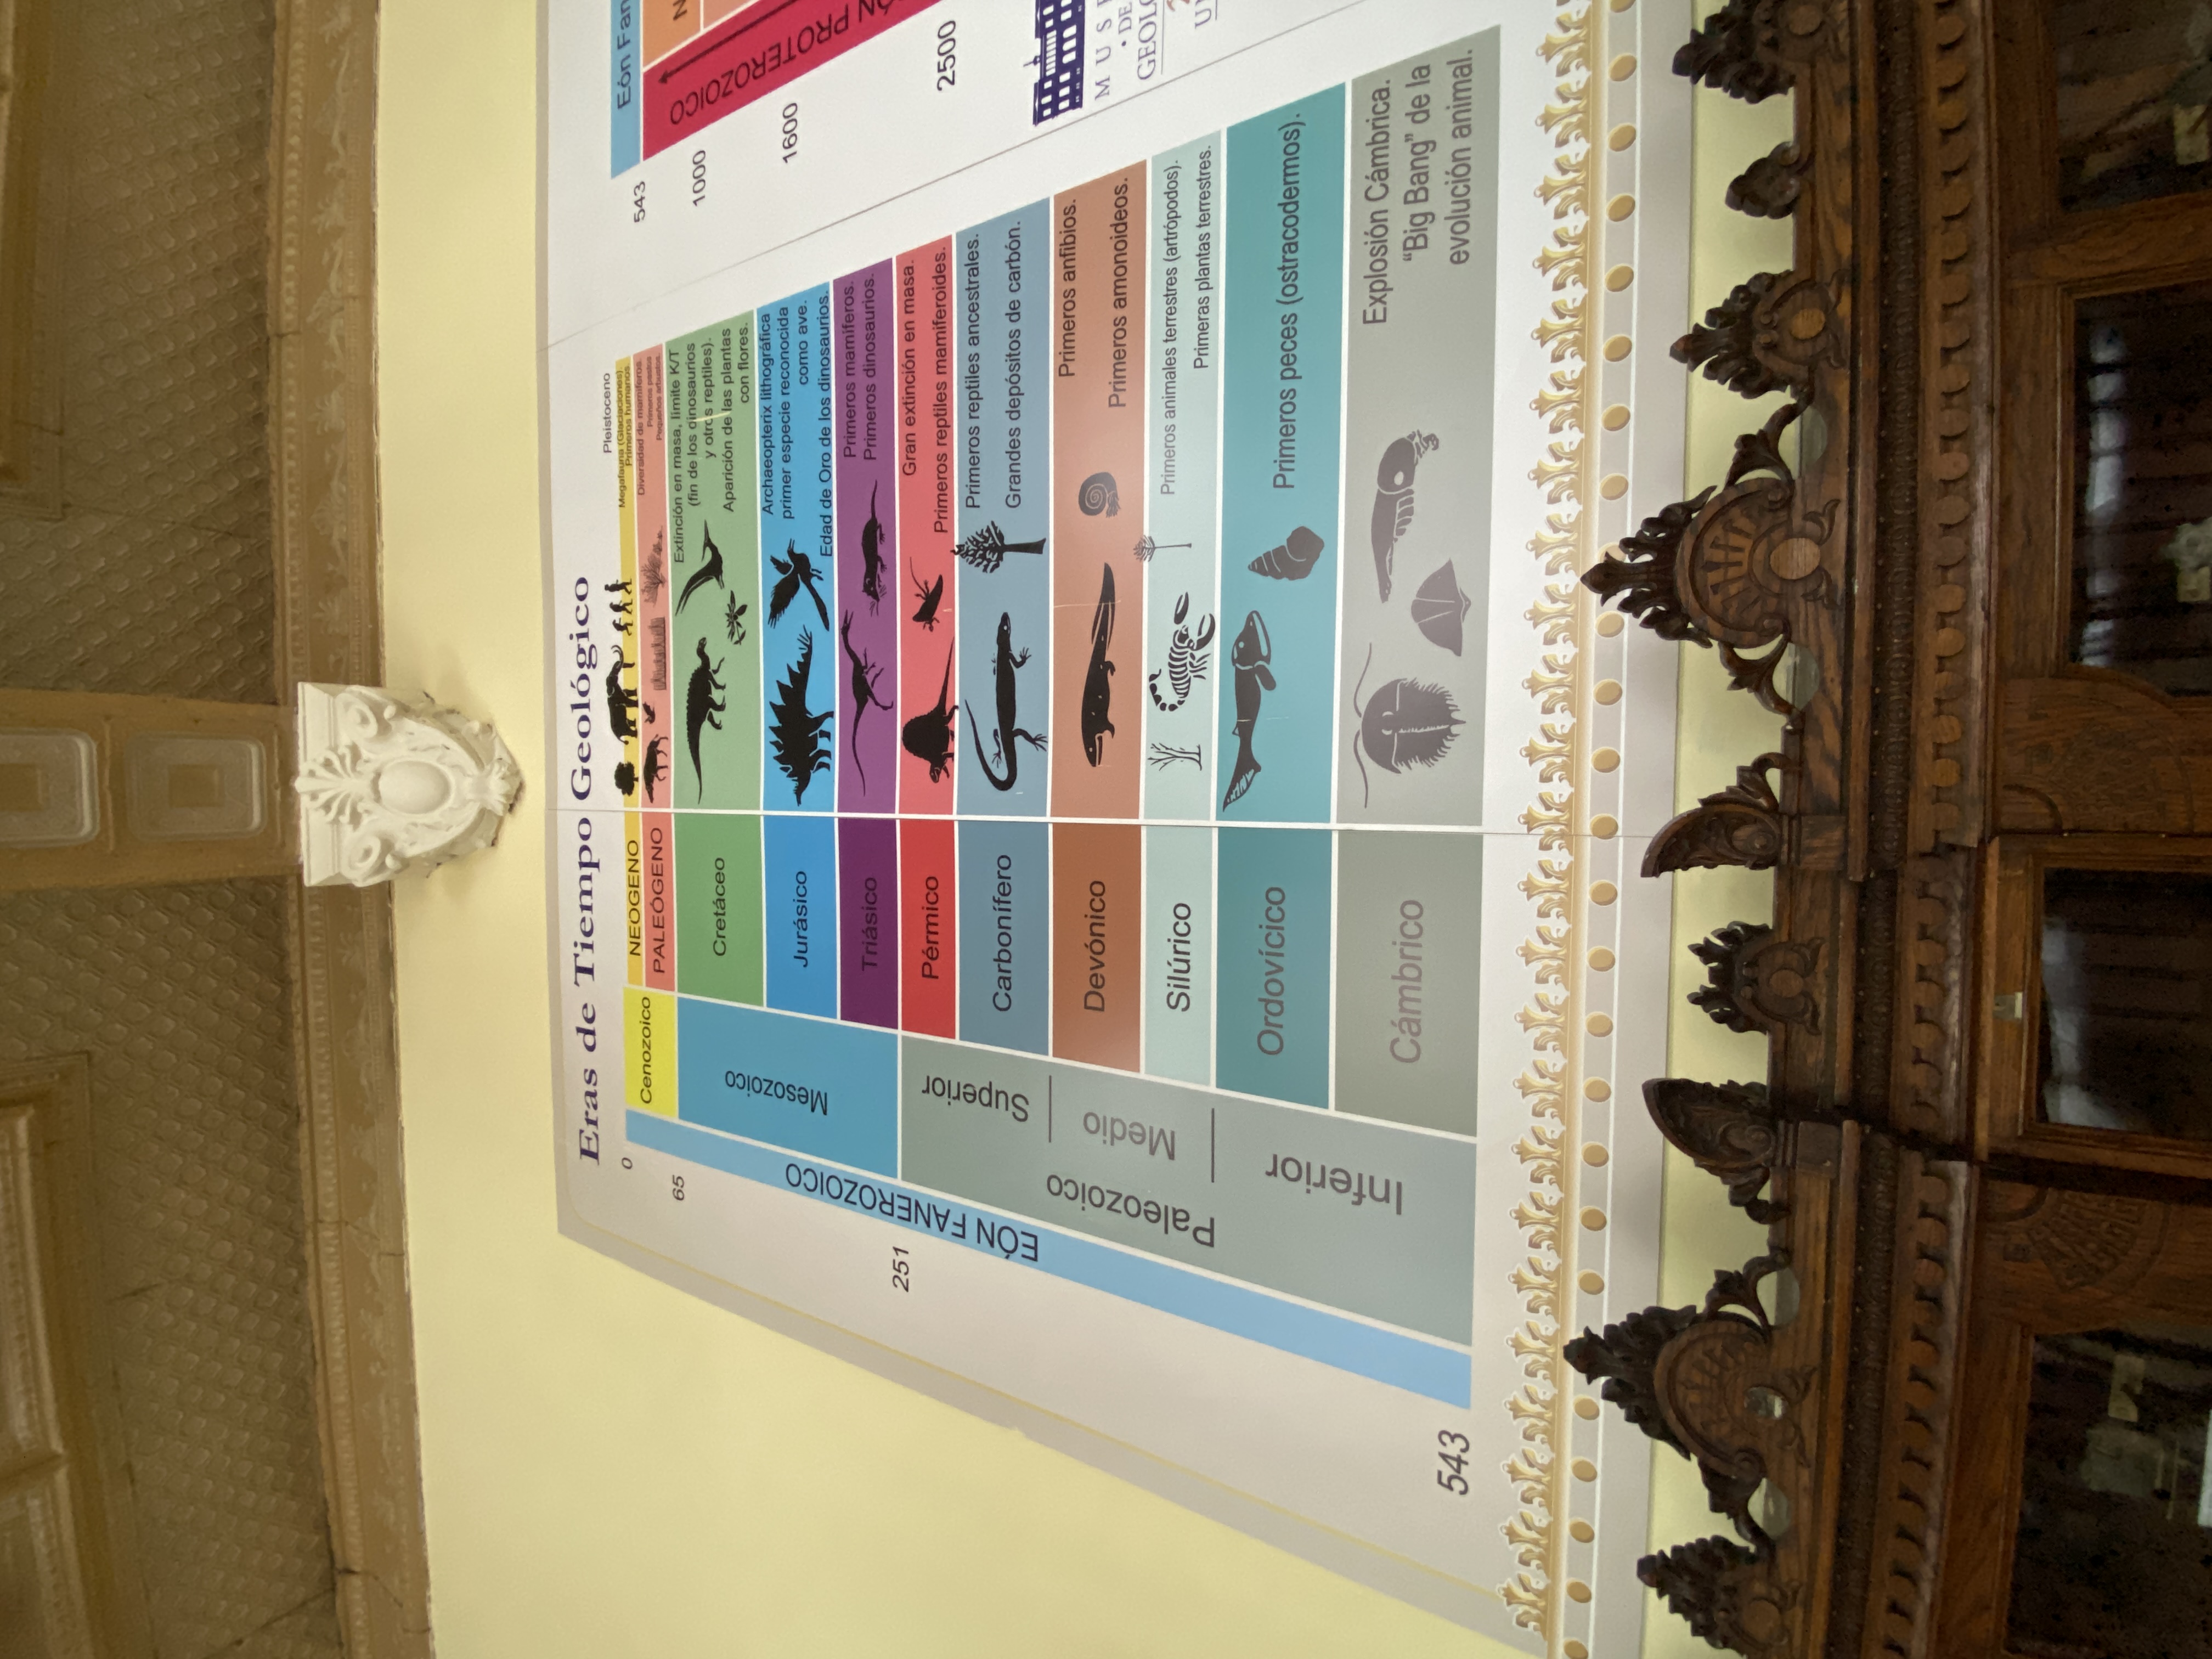 Eras de Tiempo Geológico
0
65
251
543
EÓN FANEROZOICO
Cenozoico
Mesozoico
Paleozoico
Superior
Medio
Inferior
NEOGENO
Pleistoceno
Megafauna (Glaciaciones).
Primeros humanos.
PALEÓGENO
Diversidad de mamíferos.
Primeros pastos
Pequeños arbustos.
Cretáceo
Extinción en masa, límite K/T
(fin de los dinosaurios
y otros reptiles).
Aparición de las plantas
con flores.
Jurásico
Archaeopterix lithográfica
primer especie reconocida
como ave.
Edad de Oro de los dinosaurios.
Triásico
Primeros mamíferos.
Primeros dinosaurios.
Pérmico
Gran extinción en masa.
Primeros reptiles mamiferoides.
Carbonífero
Primeros reptiles ancestrales.
Grandes depósitos de carbón.
Devónico
Primeros anfibios.
Primeros amonoideos.
Silúrico
Primeros animales terrestres (artrópodos).
Primeras plantas terrestres.
Ordovícico
Primeros peces (ostracodermos).
Cámbrico
Explosión Cámbrica.
"Big Bang" de la
evolución animal.
543
1000
1600
2500
Eón Fan
PROTEROZOICO
ÓN PROTEROZOICO
N
MUSE
• DE
GEOLO
U